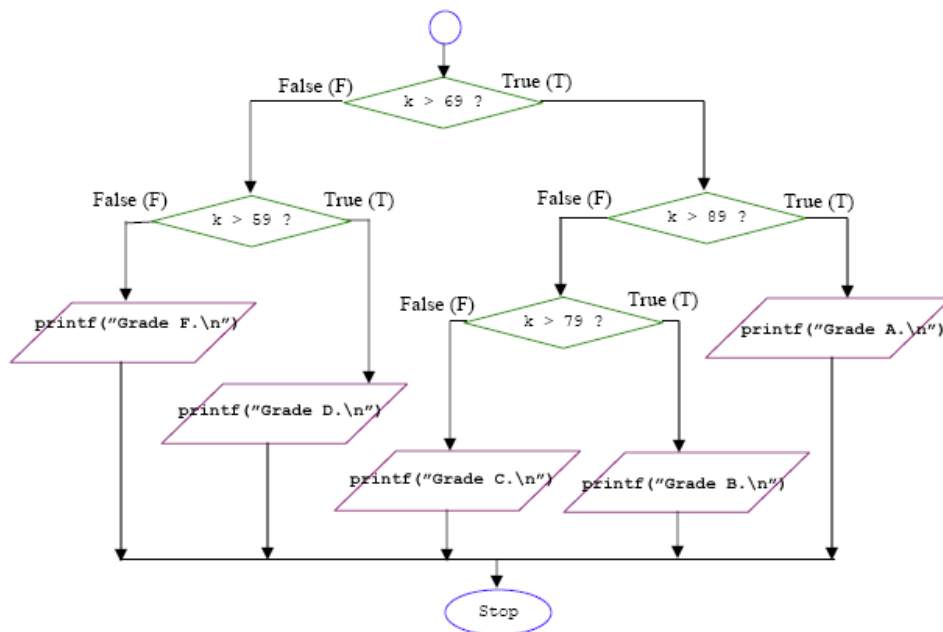 False (F)
True (T)
k > 69 ?
False (F)
True (T)
False (F)
True (T)
k > 59 ?
k > 89 ?
False (F)
True (T)
k > 79 ?
printf(”Grade F.\n”)
printf(”Grade A.\n”)
printf(”Grade D.\n”)
printf(”Grade C.\n”)
printf(”Grade B.\n”)
Stop